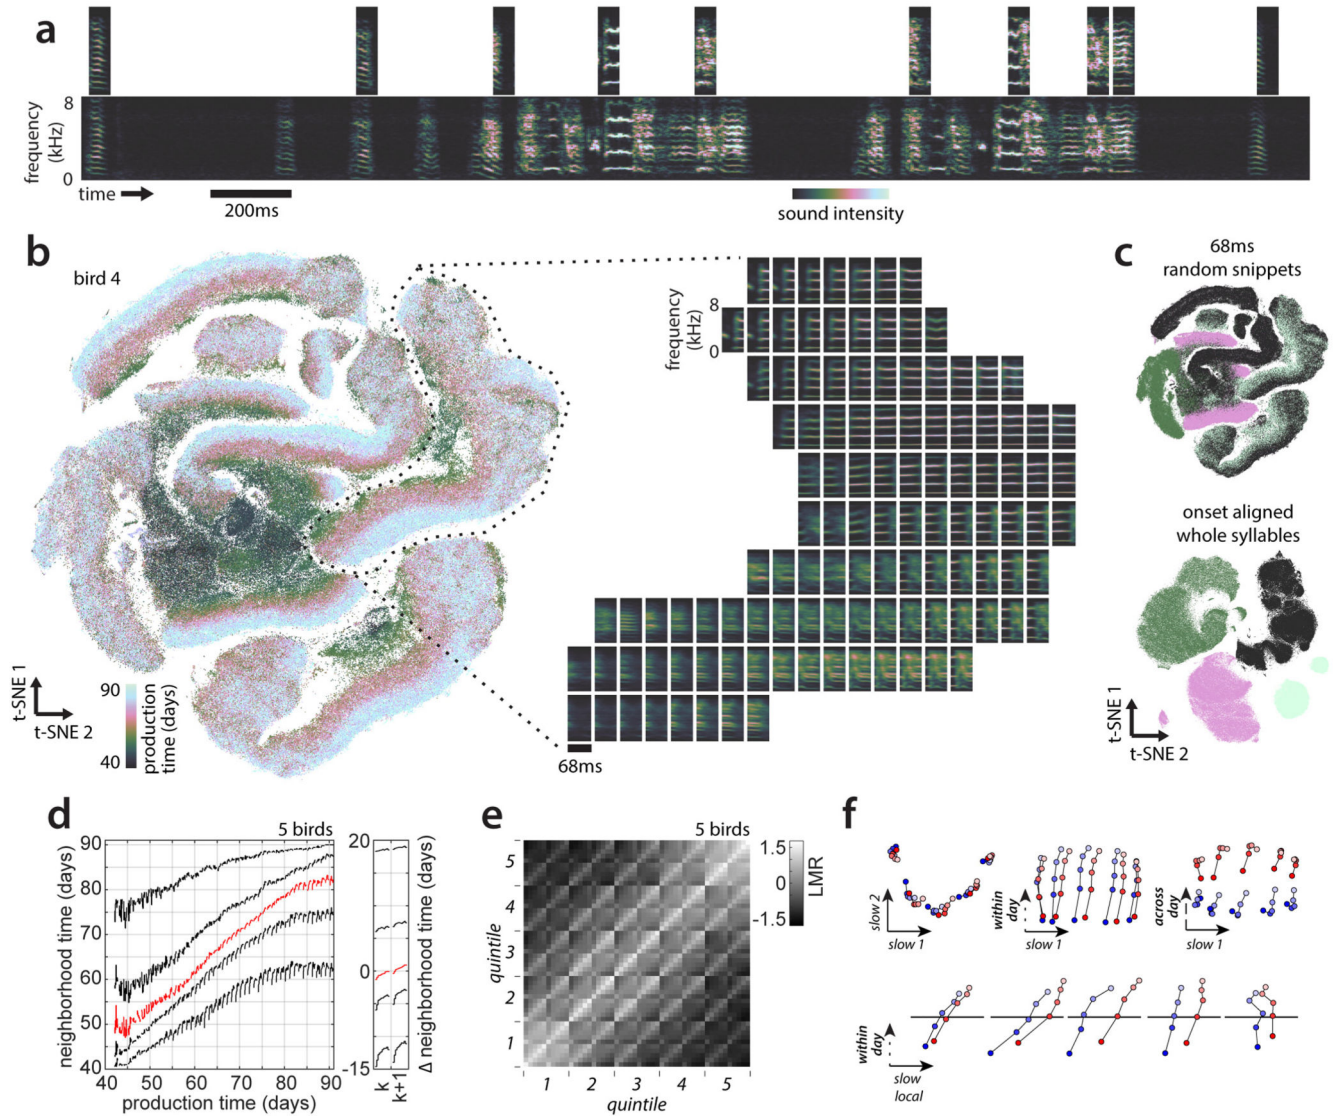 a
8
frequency
(kHz)
0
time
200ms
sound intensity
b
bird 4
frequency
(kHz)
8
0
t-SNE 1
t-SNE 2
90
40
production
time (days)
68ms
c
68ms
random snippets
onset aligned
whole syllables
t-SNE 1
t-SNE 2
d
5 birds
neighborhood time (days)
90
80
70
60
50
40
40 50 60 70 80 90
production time (days)
20
0
-15
Δ neighborhood time (days)
k
k+1
e
5 birds
quintile
5
4
3
2
1
1 2 3 4 5
quintile
1.5
0
-1.5
LMR
f
slow 2
slow 1
within
day
slow 1
across
day
slow 1
within
day
slow
local